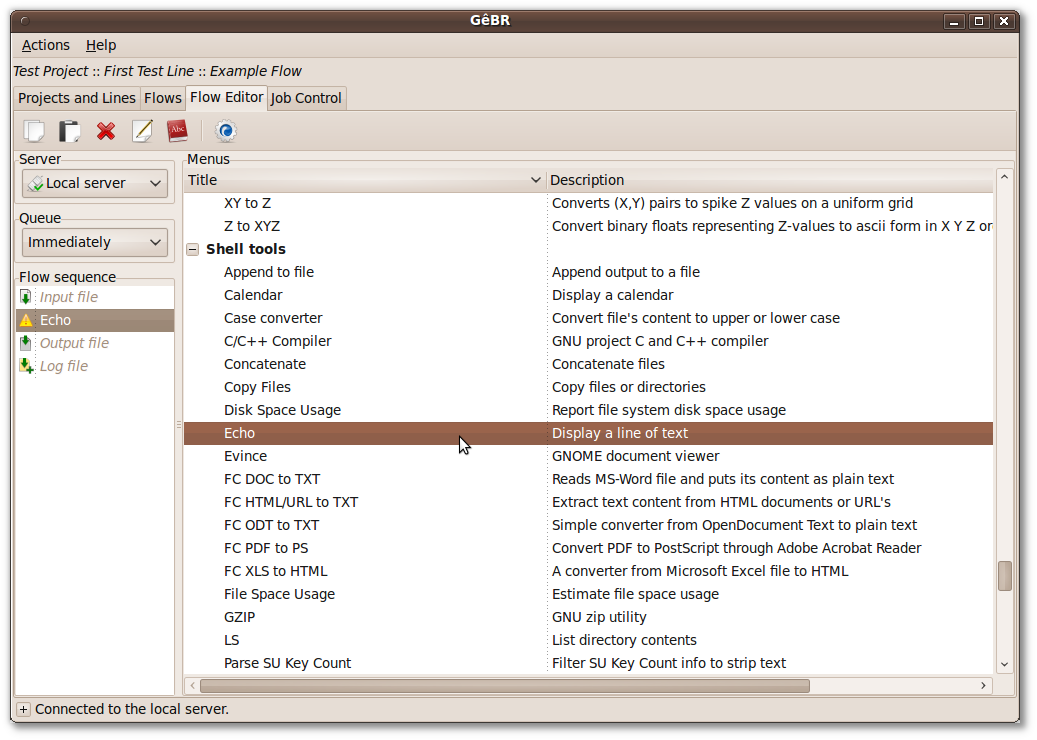 GêBR
Actions Help
Test Project :: First Test Line :: Example Flow
Projects and Lines Flows Flow Editor Job Control
Abc
Server
Local server
Queue
Immediately
Flow sequence
Input file
Echo
Output file
Log file
Menus
Title Description
XY to Z Converts (X,Y) pairs to spike Z values on a uniform grid
Z to XYZ Convert binary floats representing Z-values to ascii form in X Y Z or
Shell tools
Append to file Append output to a file
Calendar Display a calendar
Case converter Convert file's content to upper or lower case
C/C++ Compiler GNU project C and C++ compiler
Concatenate Concatenate files
Copy Files Copy files or directories
Disk Space Usage Report file system disk space usage
Echo Display a line of text
Evince GNOME document viewer
FC DOC to TXT Reads MS-Word file and puts its content as plain text
FC HTML/URL to TXT Extract text content from HTML documents or URL's
FC ODT to TXT Simple converter from OpenDocument Text to plain text
FC PDF to PS Convert PDF to PostScript through Adobe Acrobat Reader
FC XLS to HTML A converter from Microsoft Excel file to HTML
File Space Usage Estimate file space usage
GZIP GNU zip utility
LS List directory contents
Parse SU Key Count Filter SU Key Count info to strip text
Connected to the local server.